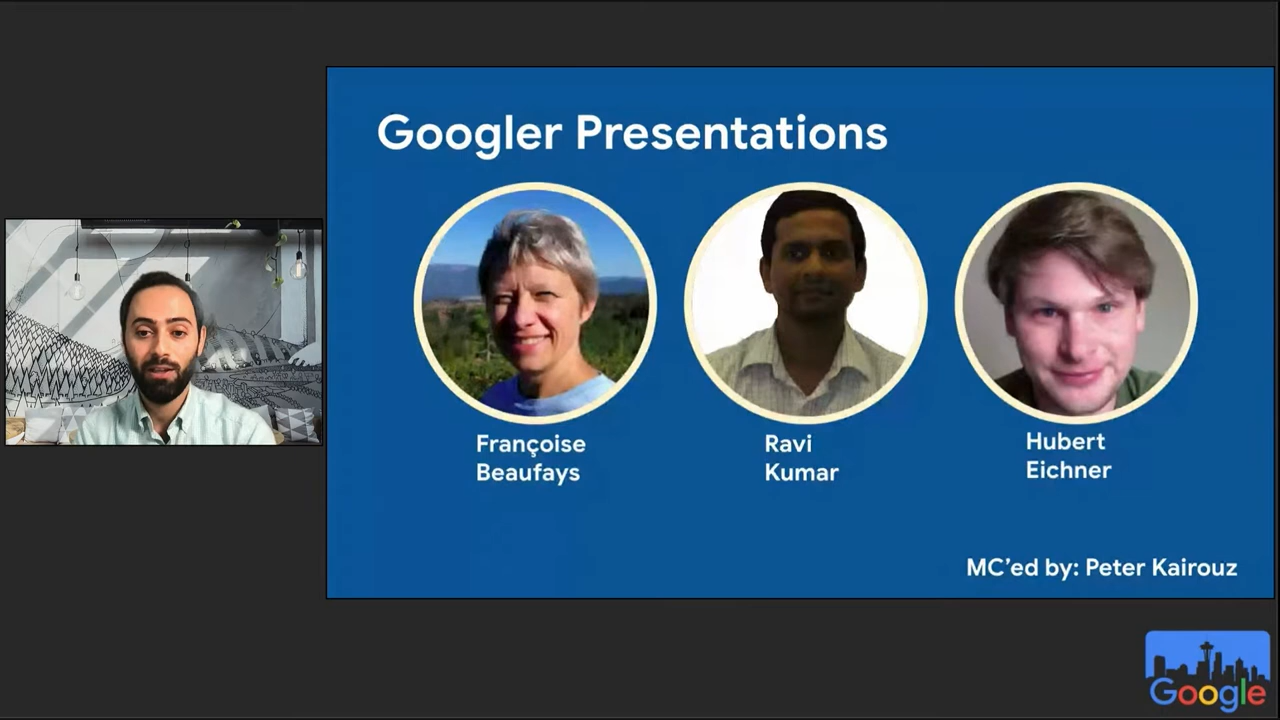 Googler Presentations
Françoise
Beaufays
Ravi
Kumar
Hubert
Eichner
MC'ed by: Peter Kairouz
Google